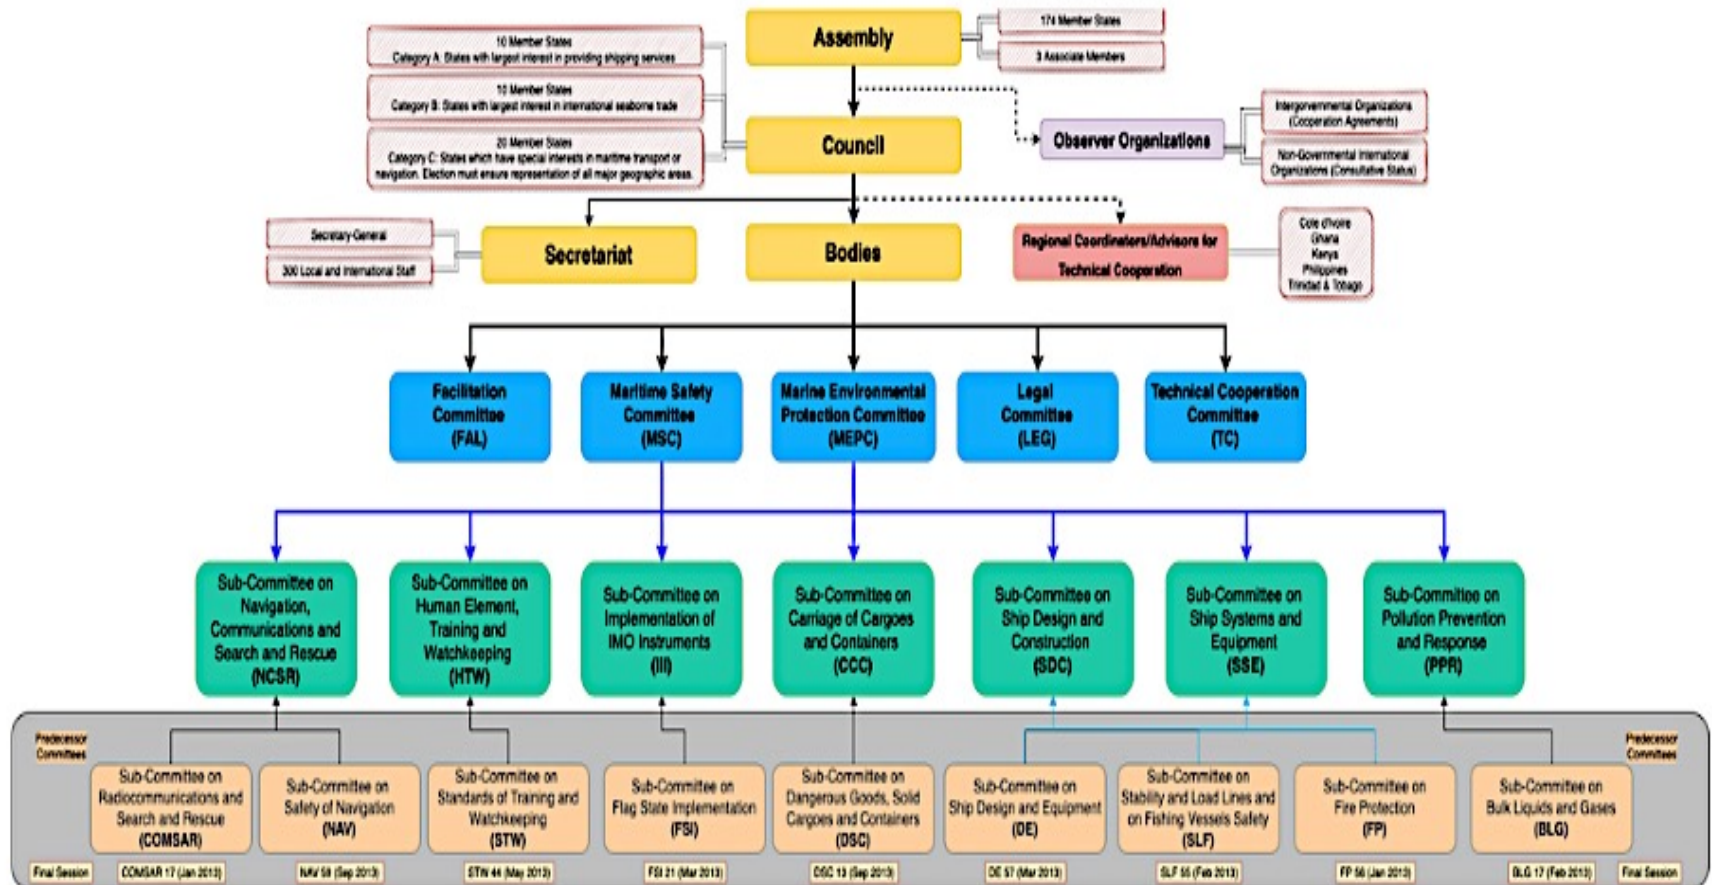 Assembly
174 Member States
3 Associate Members
10 Member States
Category A: States with largest interest in providing shipping services
10 Member States
Category B: States with largest interest in international seaborne trade
20 Member States
Category C: States which have special interests in maritime transport or
navigation. Election must ensure representation of all major geographic areas.
Council
Observer Organizations
Intergovernmental Organizations
(Cooperation Agreements)
Non-Governmental International
Organizations (Consultative Status)
Secretary-General
300 Local and International Staff
Secretariat
Bodies
Regional Coordinators/Advisors for
Technical Cooperation
Cote d'Ivoire
Ghana
Kenya
Philippines
Trinidad & Tobago
Facilitation
Committee
(FAL)
Maritime Safety
Committee
(MSC)
Marine Environmental
Protection Committee
(MEPC)
Legal
Committee
(LEG)
Technical Cooperation
Committee
(TC)
Sub-Committee on
Navigation,
Communications and
Search and Rescue
(NCSR)
Sub-Committee on
Human Element,
Training and
Watchkeeping
(HTW)
Sub-Committee on
Implementation of
IMO Instruments
(III)
Sub-Committee on
Carriage of Cargoes
and Containers
(CCC)
Sub-Committee on
Ship Design and
Construction
(SDC)
Sub-Committee on
Ship Systems and
Equipment
(SSE)
Sub-Committee on
Pollution Prevention
and Response
(PPR)
Predecessor
Committees
Predecessor
Committees
Sub-Committee on
Radiocommunications and
Search and Rescue
(COMSAR)
Sub-Committee on
Safety of Navigation
(NAV)
Sub-Committee on
Standards of Training and
Watchkeeping
(STW)
Sub-Committee on
Flag State Implementation
(FSI)
Sub-Committee on
Dangerous Goods, Solid
Cargoes and Containers
(DSC)
Sub-Committee on
Ship Design and Equipment
(DE)
Sub-Committee on
Stability and Load Lines and
on Fishing Vessels Safety
(SLF)
Sub-Committee on
Fire Protection
(FP)
Sub-Committee on
Bulk Liquids and Gases
(BLG)
Final Session
COMSAR 17 (Jan 2013)
NAV 59 (Sep 2013)
STW 44 (May 2013)
FSI 21 (Mar 2013)
DSC 13 (Sep 2013)
DE 57 (Mar 2013)
SLF 55 (Feb 2013)
FP 56 (Jan 2013)
BLG 17 (Feb 2013)
Final Session